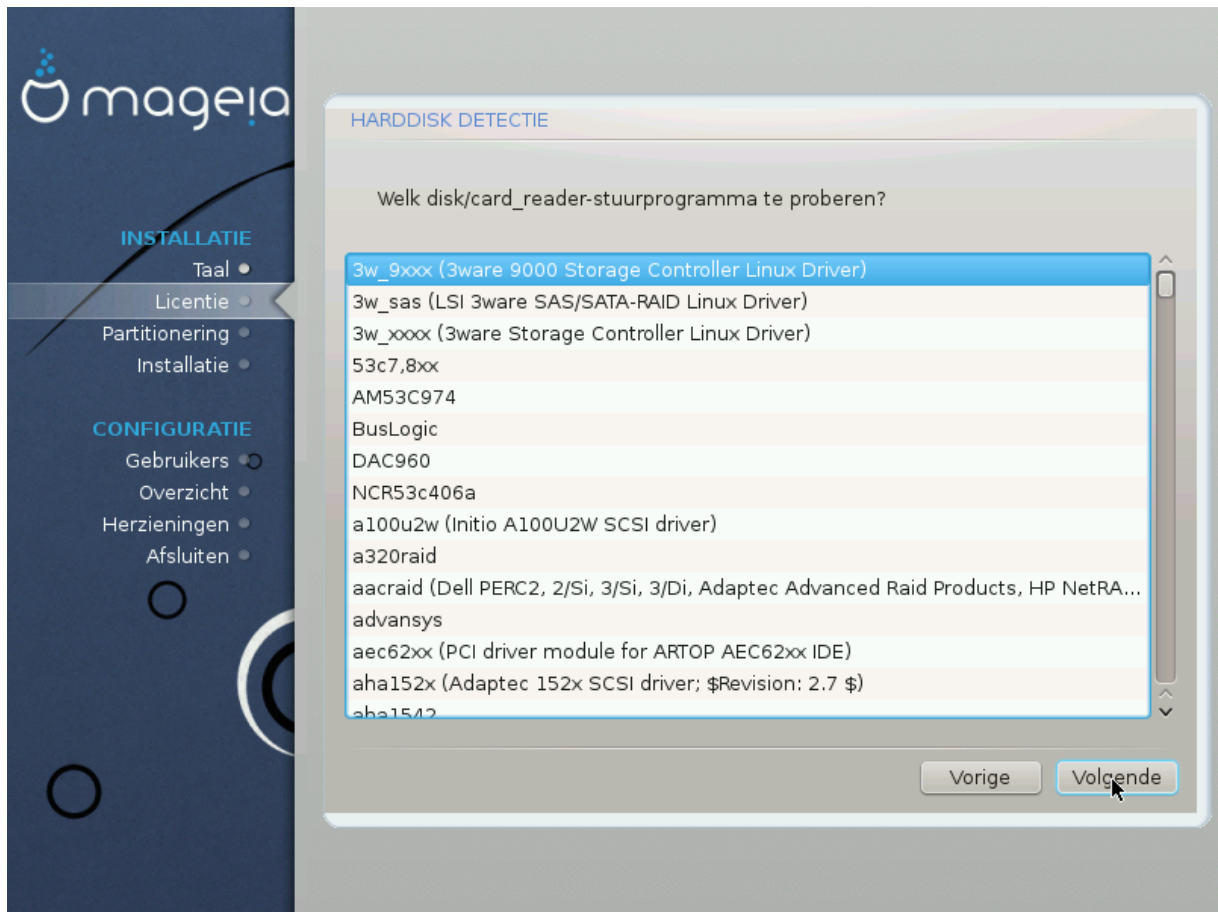 mageia
INSTALLATIE
Taal
Licentie
Partitionering
Installatie
CONFIGURATIE
Gebruikers
Overzicht
Herzieningen
Afsluiten
HARDDISK DETECTIE
Welk disk/card_reader-stuurprogramma te proberen?
3w_9xxx (3ware 9000 Storage Controller Linux Driver)
3w_sas (LSI 3ware SAS/SATA-RAID Linux Driver)
3w_xxxx (3ware Storage Controller Linux Driver)
53c7,8xx
AM53C974
BusLogic
DAC960
NCR53c406a
a100u2w (Initio A100U2W SCSI driver)
a320raid
aacraid (Dell PERC2, 2/Si, 3/Si, 3/Di, Adaptec Advanced Raid Products, HP NetRA...
advansys
aec62xx (PCI driver module for ARTOP AEC62xx IDE)
aha152x (Adaptec 152x SCSI driver; $Revision: 2.7 $)
aha1542
Vorige
Volgende